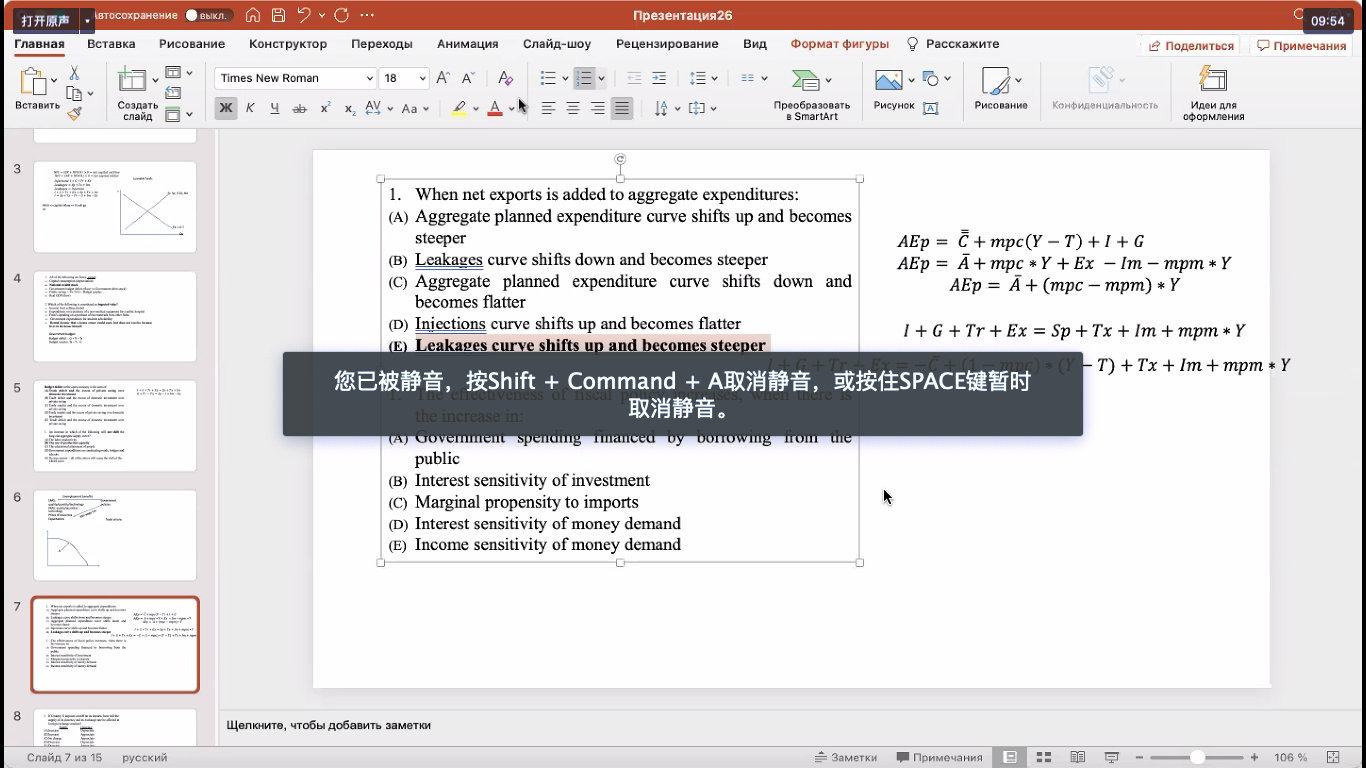 打开原声
Автосохранение
выкл.
Презентация26
09:54
Главная Вставка Рисование Конструктор Переходы Анимация Слайд-шоу Рецензирование Вид Формат фигуры Расскажите Поделиться Примечания
Вставить
Создать
слайд
Times New Roman
18
Ж К Ч ab x² x₂ AV Aa
Преобразовать
в SmartArt
Рисунок
Рисование
Конфиденциальность
Идеи для
оформления
3
4
5
6
7
8
1. When net exports is added to aggregate expenditures:
(A) Aggregate planned expenditure curve shifts up and becomes
steeper
(B) Leakages curve shifts down and becomes steeper
(C) Aggregate planned expenditure curve shifts down and
becomes flatter
(D) Injections curve shifts up and becomes flatter
(E) Leakages curve shifts up and becomes steeper
1. The effectiveness of fiscal policy increases, when there is
the increase in:
(A) Government spending financed by borrowing from the
public
(B) Interest sensitivity of investment
(C) Marginal propensity to imports
(D) Interest sensitivity of money demand
(E) Income sensitivity of money demand
AEp = C̿ + mpc(Y − T) + I + G
AEp = Ā + mpc ∗ Y + Ex − Im − mpm ∗ Y
AEp = Ā + (mpc − mpm) ∗ Y
I + G + Tr + Ex = Sp + Tx + Im + mpm ∗ Y
I + G + Tr + Ex = −C̄ + (1 − mpc) ∗ (Y − T) + Tx + Im + mpm ∗ Y
您已被静音，按Shift + Command + A取消静音，或按住SPACE键暂时
取消静音。
Щелкните, чтобы добавить заметки
Слайд 7 из 15
русский
Заметки
Примечания
106 %